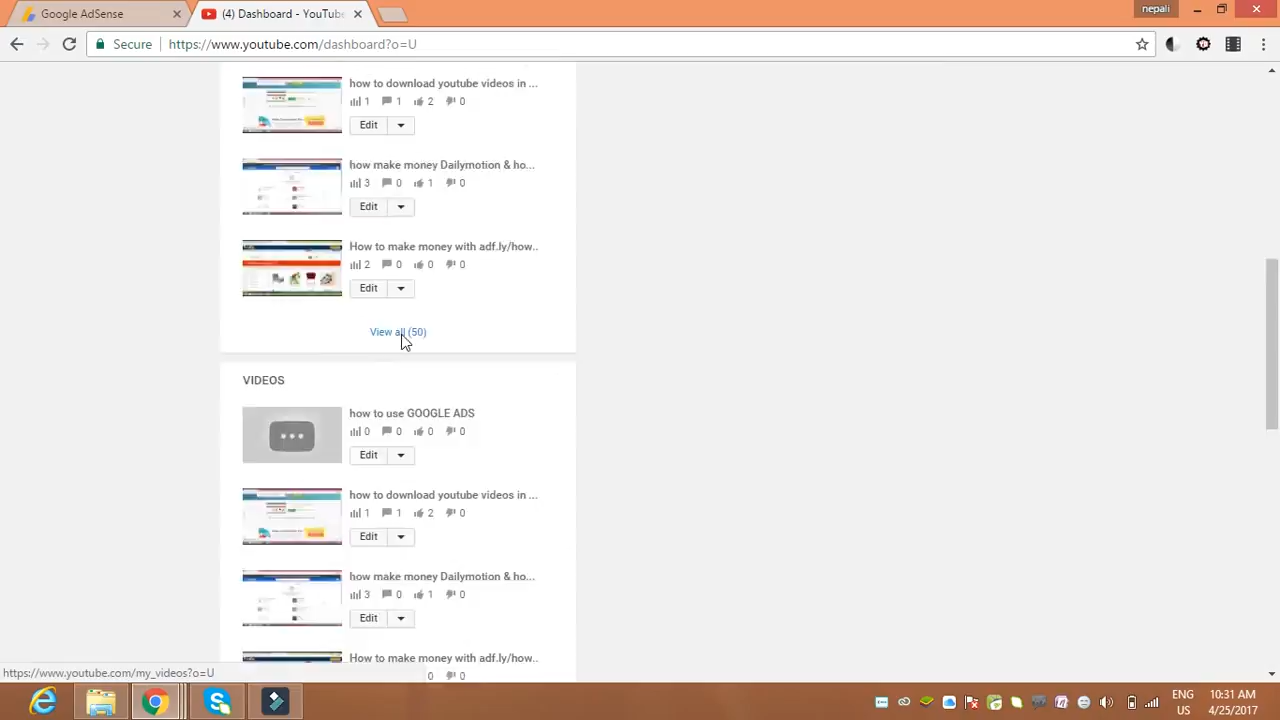 Google AdSense
(4) Dashboard - YouTube
nepali
Secure
https://www.youtube.com/dashboard?o=U
how to download youtube videos in ...
1 1 2 0
Edit
how make money Dailymotion & ho...
3 0 1 0
Edit
How to make money with adf.ly/how..
2 0 0 0
Edit
View all (50)
VIDEOS
how to use GOOGLE ADS
0 0 0 0
Edit
how to download youtube videos in ...
1 1 2 0
Edit
how make money Dailymotion & ho...
3 0 1 0
Edit
How to make money with adf.ly/how..
0 0
https://www.youtube.com/my_videos?o=U
ENG
US
10:31 AM
4/25/2017